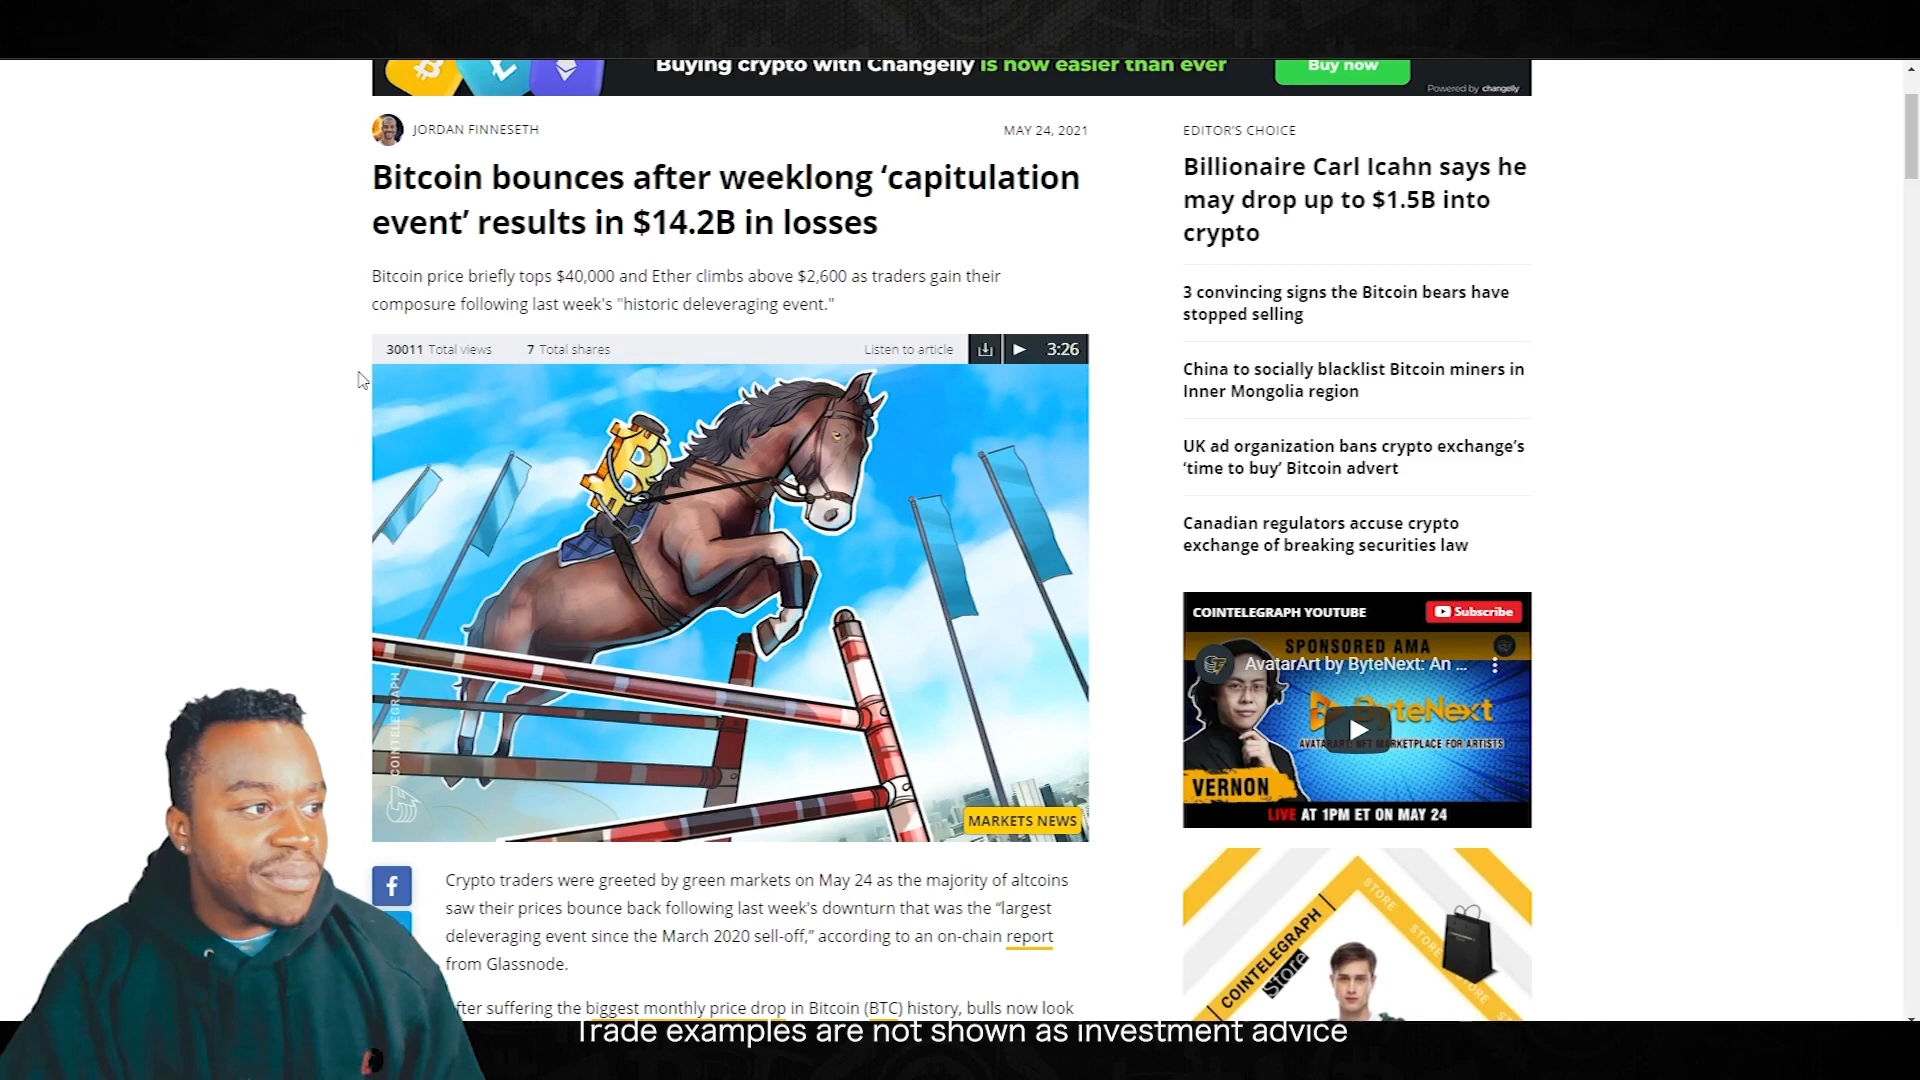 Buying crypto with Changelly is now easier than ever
Buy now
Powered by changelly
JORDAN FINNESETH
MAY 24, 2021
Bitcoin bounces after weeklong ‘capitulation
event’ results in $14.2B in losses
Bitcoin price briefly tops $40,000 and Ether climbs above $2,600 as traders gain their
composure following last week's "historic deleveraging event."
30011 Total views
7 Total shares
Listen to article
3:26
COINTELEGRAPH
MARKETS NEWS
Crypto traders were greeted by green markets on May 24 as the majority of altcoins
saw their prices bounce back following last week's downturn that was the “largest
deleveraging event since the March 2020 sell-off,” according to an on-chain report
from Glassnode.
fter suffering the biggest monthly price drop in Bitcoin (BTC) history, bulls now look
EDITOR’S CHOICE
Billionaire Carl Icahn says he
may drop up to $1.5B into
crypto
3 convincing signs the Bitcoin bears have
stopped selling
China to socially blacklist Bitcoin miners in
Inner Mongolia region
UK ad organization bans crypto exchange’s
‘time to buy’ Bitcoin advert
Canadian regulators accuse crypto
exchange of breaking securities law
COINTELEGRAPH YOUTUBE
Subscribe
SPONSORED AMA
AvatarArt by ByteNext: An ...
ByteNext
AVATARART: NFT MARKETPLACE FOR ARTISTS
VERNON
LIVE AT 1PM ET ON MAY 24
STORE
STORE
COINTELEGRAPH
Store
Trade examples are not shown as investment advice